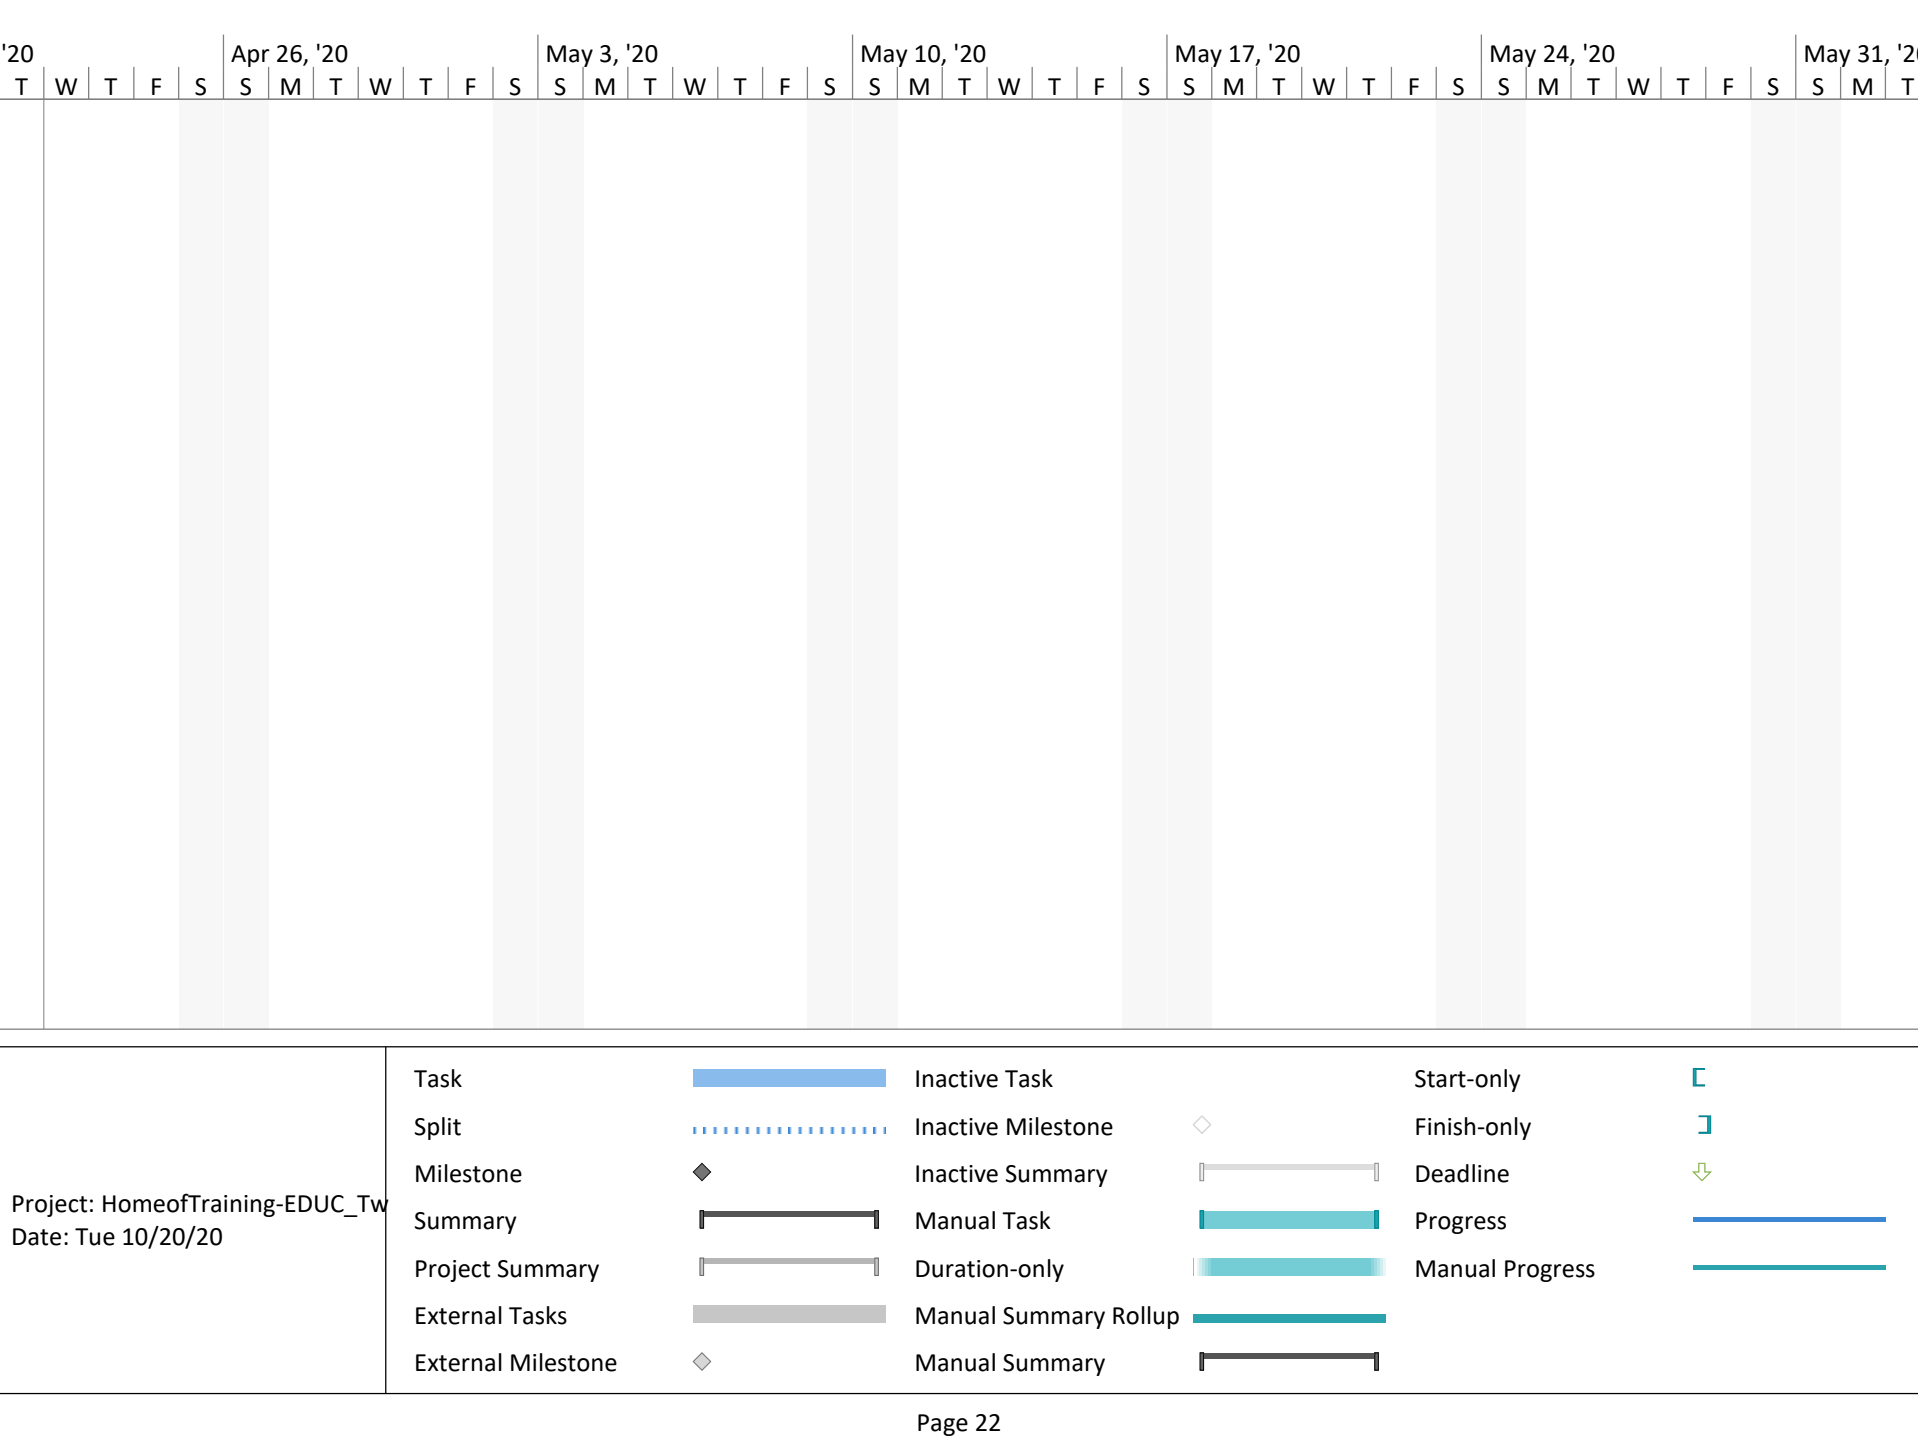 '20 Apr 26, '20 May 3, '20 May 10, '20 May 17, '20 May 24, '20 May 31, '20
T W T F S S M T W T F S S M T W T F S S M T W T F S S M T W T F S S M T W T F S S M T
Task Inactive Task Start-only
Split Inactive Milestone Finish-only
Milestone Inactive Summary Deadline
Project: HomeofTraining-EDUC_Tw
Date: Tue 10/20/20
Summary Manual Task Progress
Project Summary Duration-only Manual Progress
External Tasks Manual Summary Rollup
External Milestone Manual Summary
Page 22